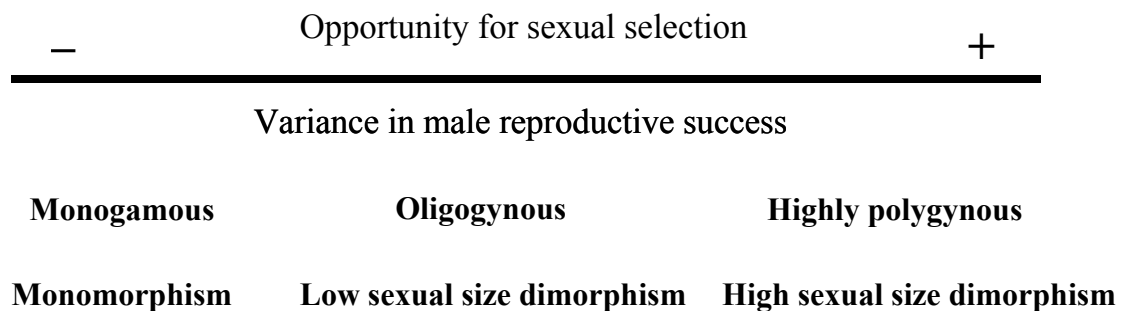 Opportunity for sexual selection
– +
Variance in male reproductive success
Monogamous Oligogynous Highly polygynous
Monomorphism Low sexual size dimorphism High sexual size dimorphism